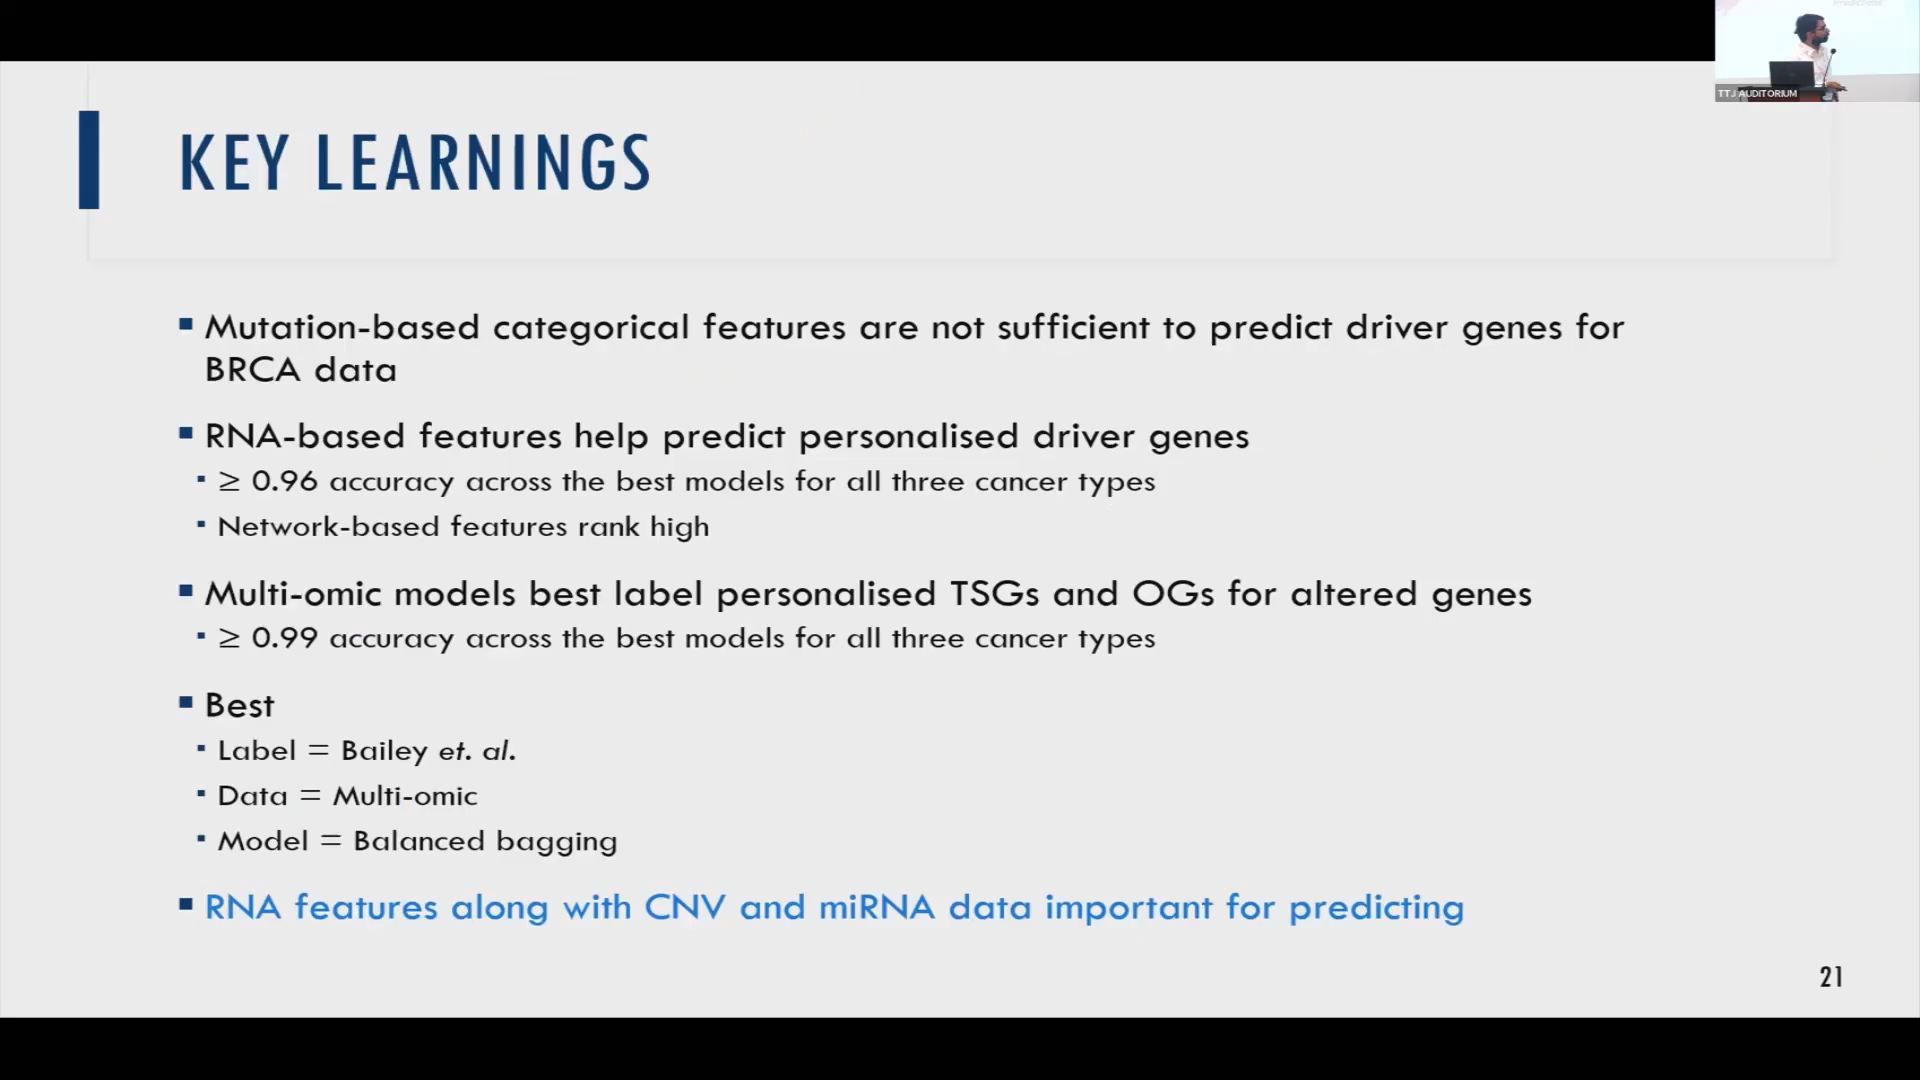 TTJ AUDITORIUM
KEY LEARNINGS
▪ Mutation-based categorical features are not sufficient to predict driver genes for
BRCA data
▪ RNA-based features help predict personalised driver genes
▪ ≥ 0.96 accuracy across the best models for all three cancer types
▪ Network-based features rank high
▪ Multi-omic models best label personalised TSGs and OGs for altered genes
▪ ≥ 0.99 accuracy across the best models for all three cancer types
▪ Best
▪ Label = Bailey et. al.
▪ Data = Multi-omic
▪ Model = Balanced bagging
▪ RNA features along with CNV and miRNA data important for predicting
21